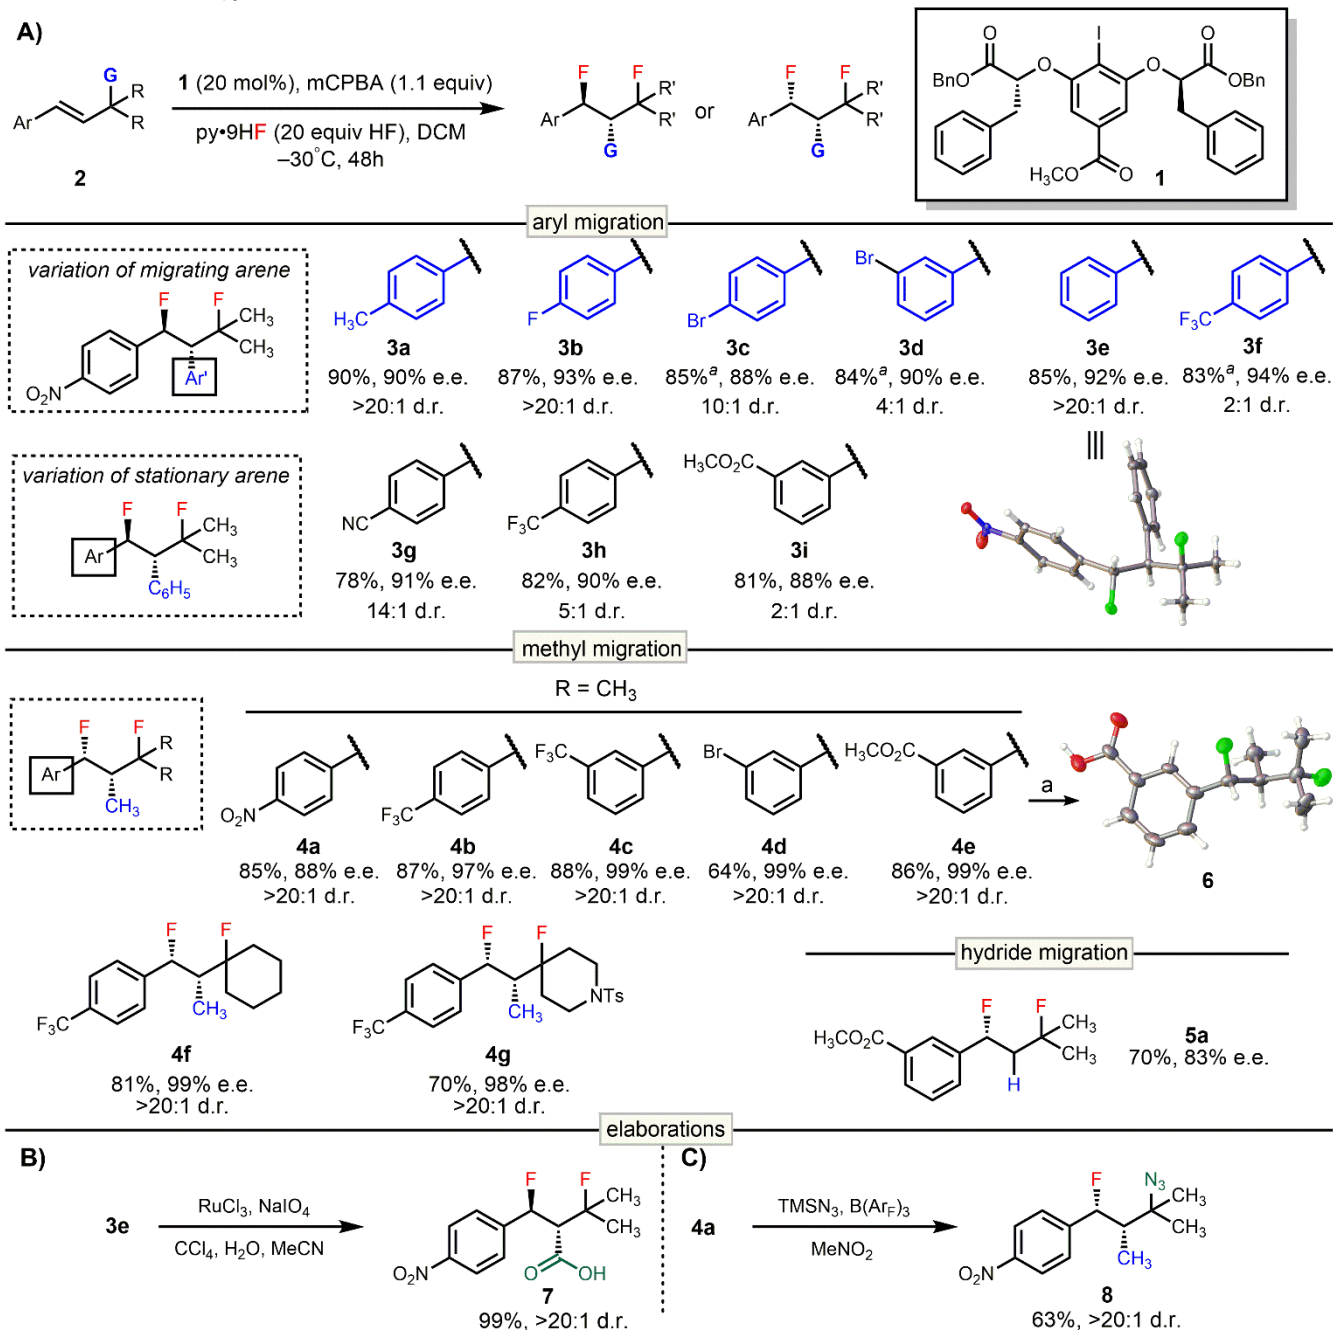 A)
G
R
R
Ar
2
1 (20 mol%), mCPBA (1.1 equiv)
py•9HF (20 equiv HF), DCM
–30°C, 48h
F F
R'
R'
Ar
G
or
F F
R'
R'
Ar
G
O I O
BnO O O OBn
H₃CO O
1
aryl migration
variation of migrating arene
F F
CH₃
CH₃
O₂N
Ar'
H₃C
3a
90%, 90% e.e.
>20:1 d.r.
F
3b
87%, 93% e.e.
>20:1 d.r.
Br
3c
85%ᵃ, 88% e.e.
10:1 d.r.
Br
3d
84%ᵃ, 90% e.e.
4:1 d.r.
3e
85%, 92% e.e.
>20:1 d.r.
F₃C
3f
83%ᵃ, 94% e.e.
2:1 d.r.
variation of stationary arene
F F
CH₃
CH₃
Ar
C₆H₅
NC
3g
78%, 91% e.e.
14:1 d.r.
F₃C
3h
82%, 90% e.e.
5:1 d.r.
CH₃O₂C
3i
81%, 88% e.e.
2:1 d.r.
methyl migration
R = CH₃
F F
R
R
Ar
CH₃
NO₂
4a
85%, 88% e.e.
>20:1 d.r.
F₃C
4b
87%, 97% e.e.
>20:1 d.r.
F₃C
4c
88%, 99% e.e.
>20:1 d.r.
Br
4d
64%, 99% e.e.
>20:1 d.r.
CH₃O₂C
4e
86%, 99% e.e.
>20:1 d.r.
a
6
F F
F₃C
CH₃
4f
81%, 99% e.e.
>20:1 d.r.
F F
F₃C
CH₃
NTs
4g
70%, 98% e.e.
>20:1 d.r.
hydride migration
CH₃O₂C
F F
CH₃
CH₃
H
5a
70%, 83% e.e.
elaborations
B)
3e
RuCl₃, NaIO₄
CCl₄, H₂O, MeCN
F F
CH₃
CH₃
O₂N
O OH
7
99%, >20:1 d.r.
C)
4a
TMSN₃, B(Ar_F)₃
MeNO₂
F N₃
CH₃
CH₃
O₂N
CH₃
8
63%, >20:1 d.r.